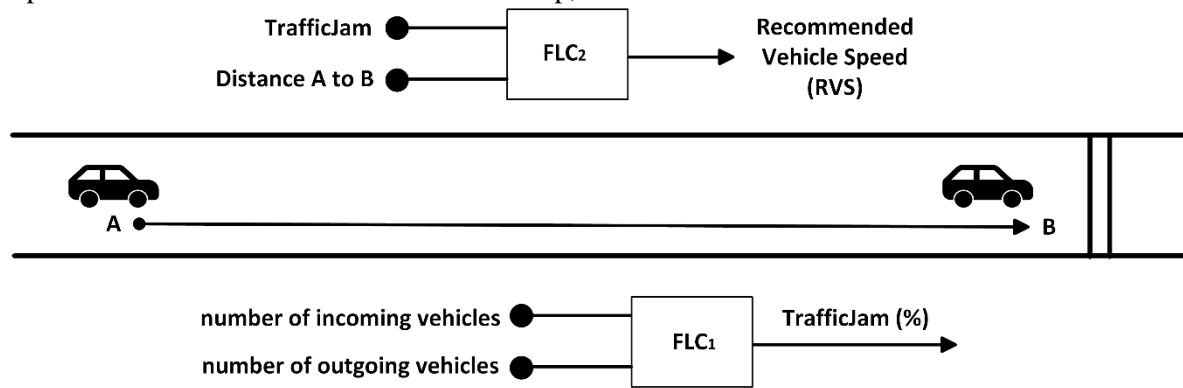 TrafficJam
Distance A to B
FLC2
Recommended
Vehicle Speed
(RVS)
A
B
number of incoming vehicles
number of outgoing vehicles
FLC1
TrafficJam (%)